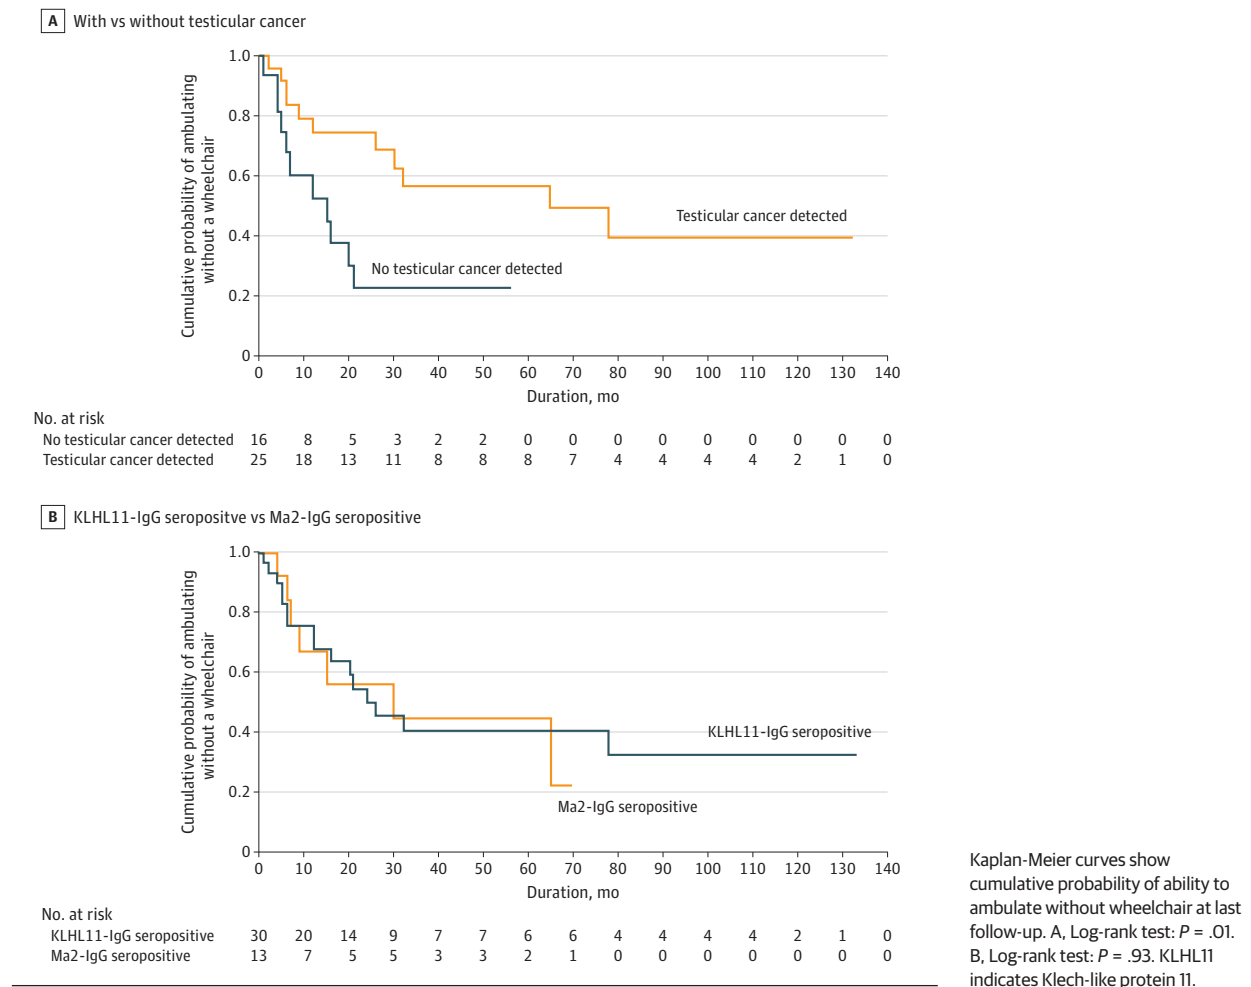 A With vs without testicular cancer
Cumulative probability of ambulating
without a wheelchair
1.0
0.8
0.6
0.4
0.2
0
Testicular cancer detected
No testicular cancer detected
0 10 20 30 40 50 60 70 80 90 100 110 120 130 140
Duration, mo
No. at risk
No testicular cancer detected 16 8 5 3 2 2 0 0 0 0 0 0 0 0 0
Testicular cancer detected 25 18 13 11 8 8 8 7 4 4 4 4 2 1 0
B KLHL11-IgG seropositve vs Ma2-IgG seropositive
Cumulative probability of ambulating
without a wheelchair
1.0
0.8
0.6
0.4
0.2
0
KLHL11-IgG seropositive
Ma2-IgG seropositive
0 10 20 30 40 50 60 70 80 90 100 110 120 130 140
Duration, mo
No. at risk
KLHL11-IgG seropositive 30 20 14 9 7 7 6 6 4 4 4 4 2 1 0
Ma2-IgG seropositive 13 7 5 5 3 3 2 1 0 0 0 0 0 0 0
Kaplan-Meier curves show
cumulative probability of ability to
ambulate without wheelchair at last
follow-up. A, Log-rank test: P = .01.
B, Log-rank test: P = .93. KLHL11
indicates Klech-like protein 11.